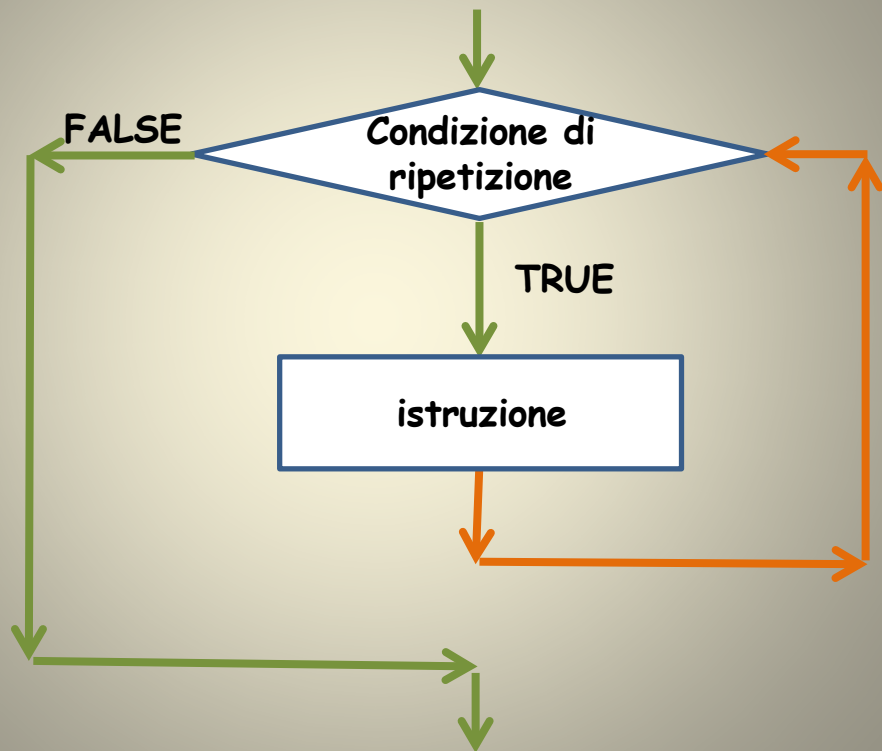 FALSE
Condizione di
ripetizione
TRUE
istruzione